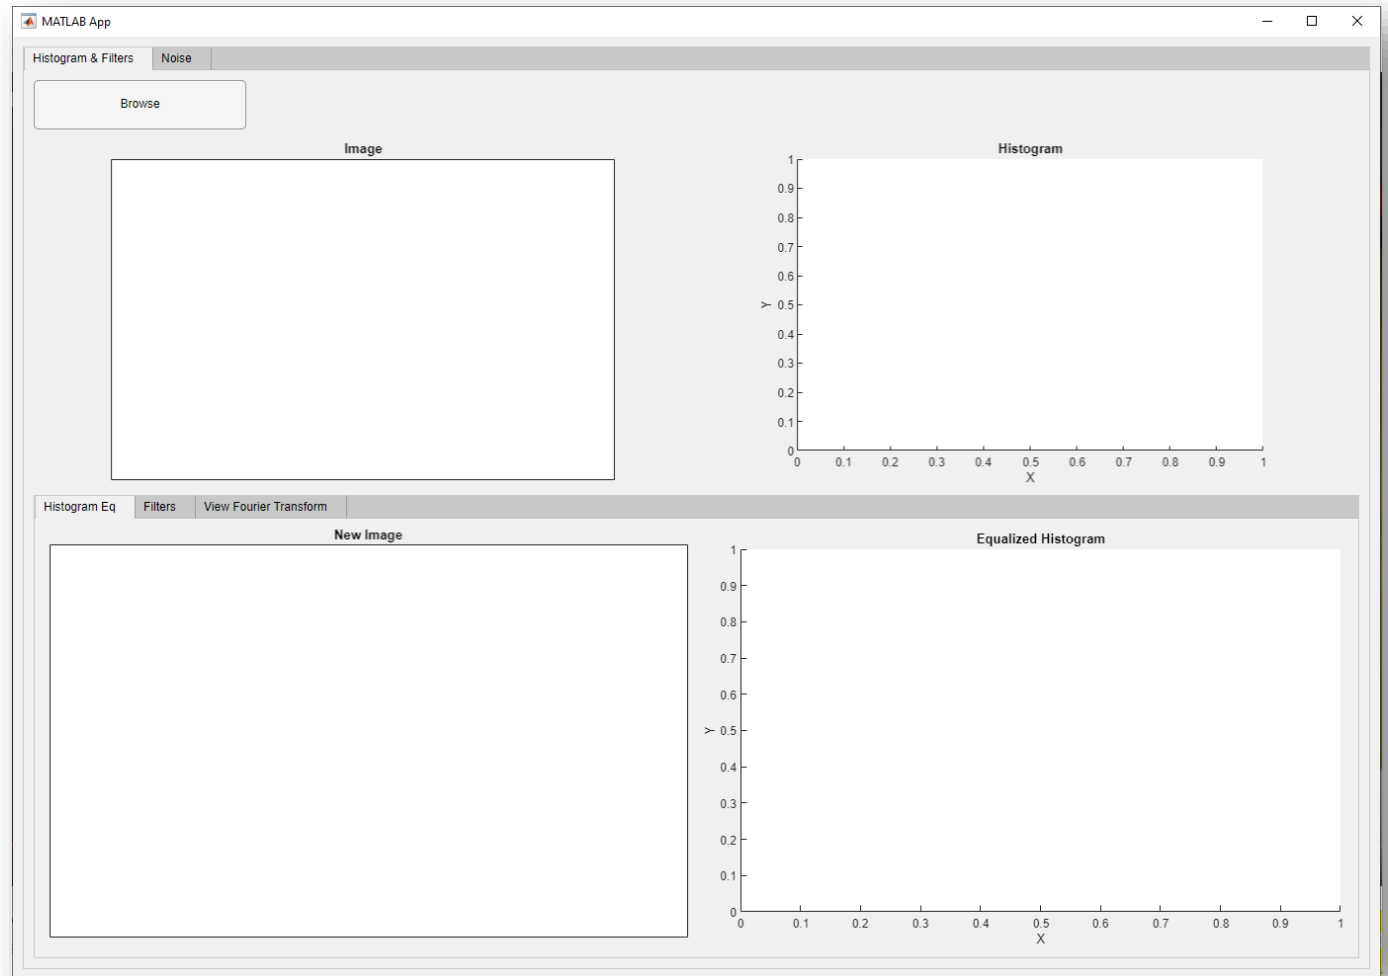 MATLAB App
Histogram & Filters Noise
Browse
Image
Histogram
1
0.9
0.8
0.7
0.6
Y 0.5
0.4
0.3
0.2
0.1
0
0 0.1 0.2 0.3 0.4 0.5 0.6 0.7 0.8 0.9 1
X
Histogram Eq Filters View Fourier Transform
New Image
Equalized Histogram
1
0.9
0.8
0.7
0.6
Y 0.5
0.4
0.3
0.2
0.1
0
0 0.1 0.2 0.3 0.4 0.5 0.6 0.7 0.8 0.9 1
X